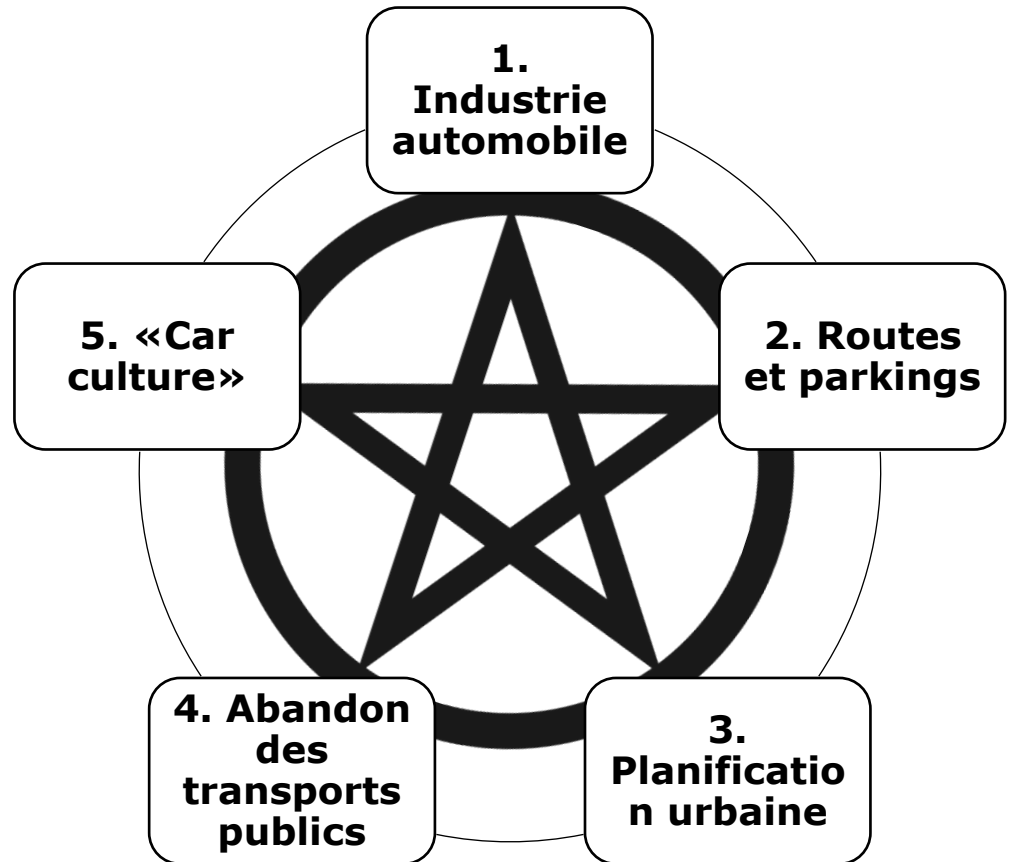 1.
Industrie
automobile
2. Routes
et parkings
3.
Planificatio
n urbaine
4. Abandon
des
transports
publics
5. «Car
culture»